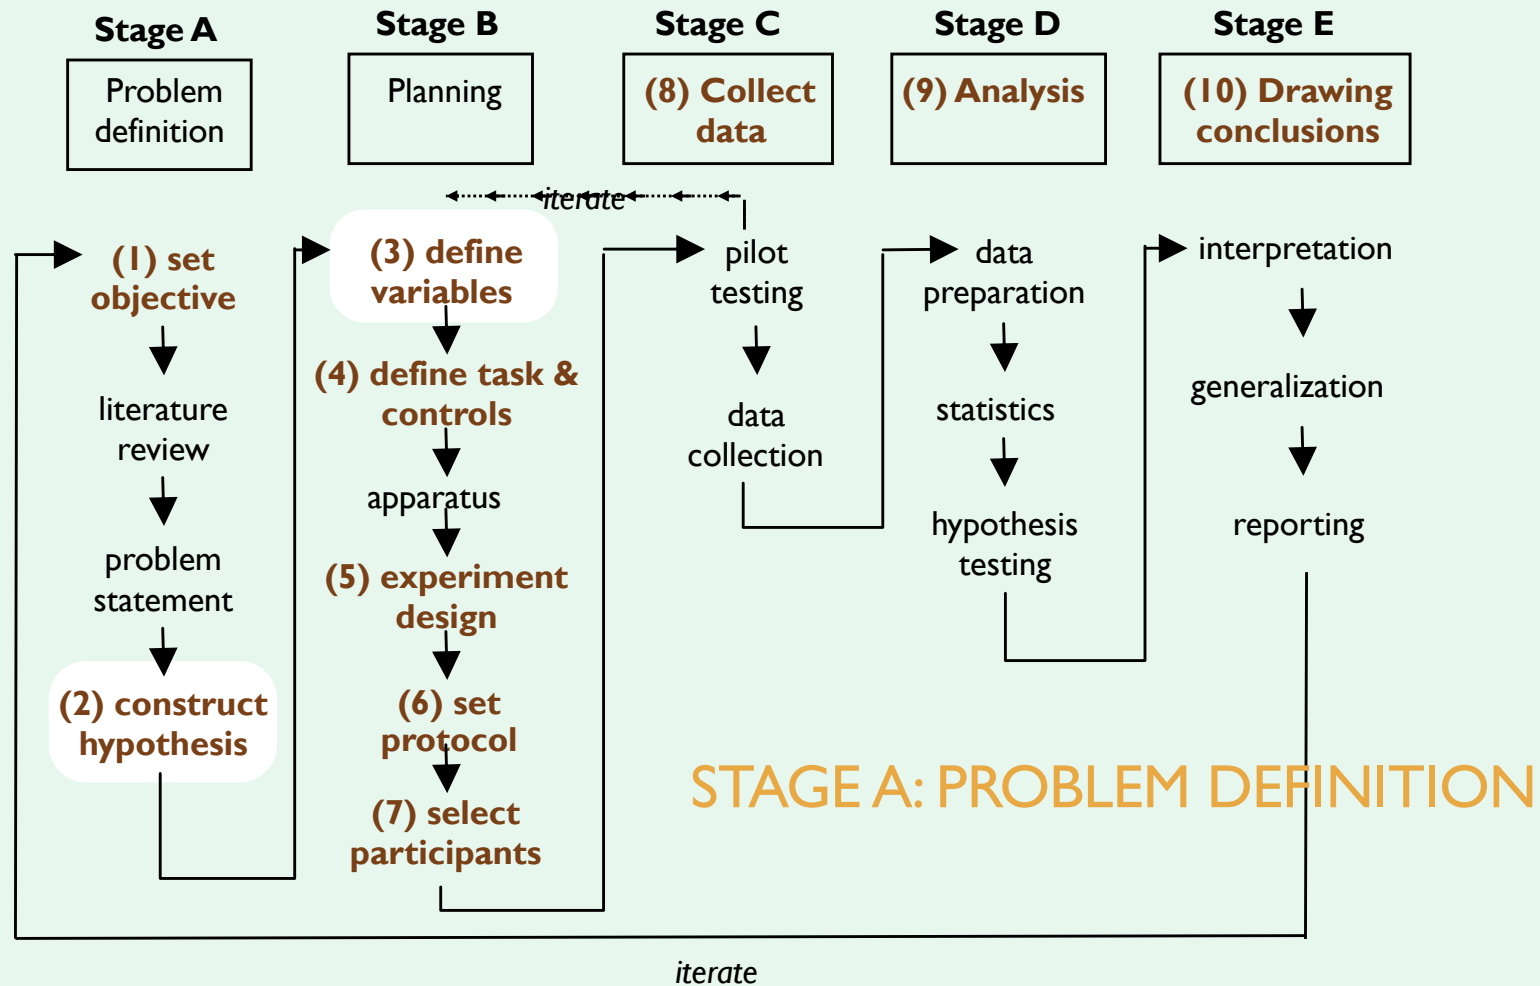 Stage A
Problem
definition
(1) set
objective
literature
review
problem
statement
(2) construct
hypothesis
Stage B
Planning
(3) define
variables
(4) define task &
controls
apparatus
(5) experiment
design
(6) set
protocol
(7) select
participants
Stage C
(8) Collect
data
iterate
pilot
testing
data
collection
Stage D
(9) Analysis
data
preparation
statistics
hypothesis
testing
Stage E
(10) Drawing
conclusions
interpretation
generalization
reporting
STAGE A: PROBLEM DEFINITION
iterate